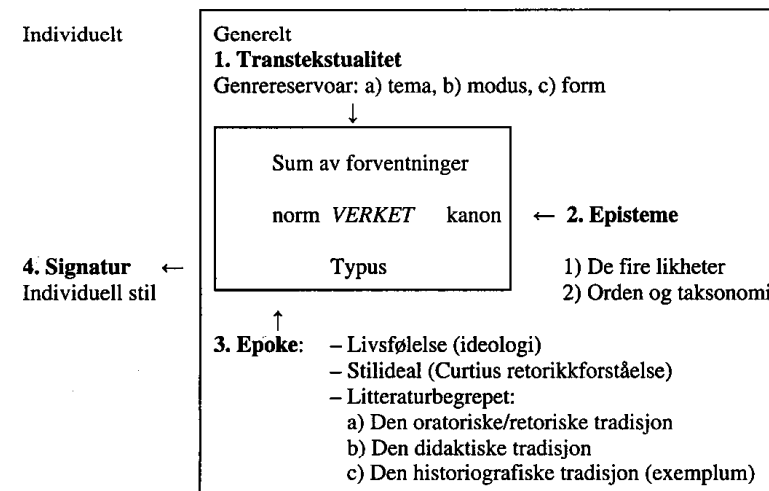 Individuelt
Generelt
1. Transtekstualitet
Genrereservoar: a) tema, b) modus, c) form
↓
Sum av forventninger
norm VERKET kanon ← 2. Episteme
4. Signatur ← Typus 1) De fire likheter
Individuell stil 2) Orden og taksonomi
↑
3. Epoke: – Livsfølelse (ideologi)
– Stilideal (Curtius retorikkforståelse)
– Litteraturbegrepet:
a) Den oratoriske/retoriske tradisjon
b) Den didaktiske tradisjon
c) Den historiografiske tradisjon (exemplum)